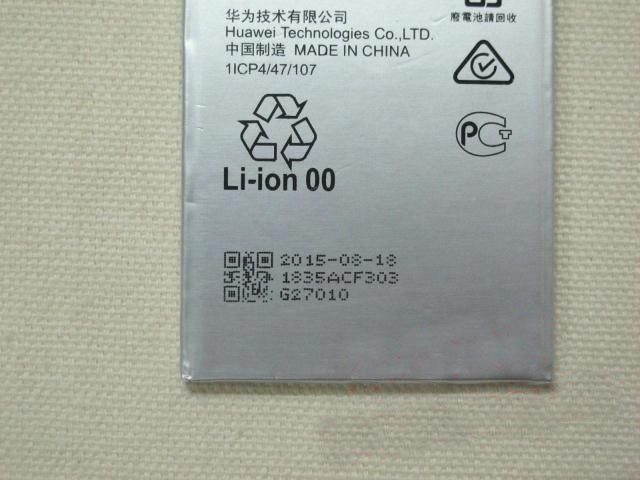 华为技术有限公司
Huawei Technologies Co.,LTD.
中国制造 MADE IN CHINA
1ICP4/47/107
廢電池請回收
Li-ion 00
2015-08-18
1835ACF303
G27010